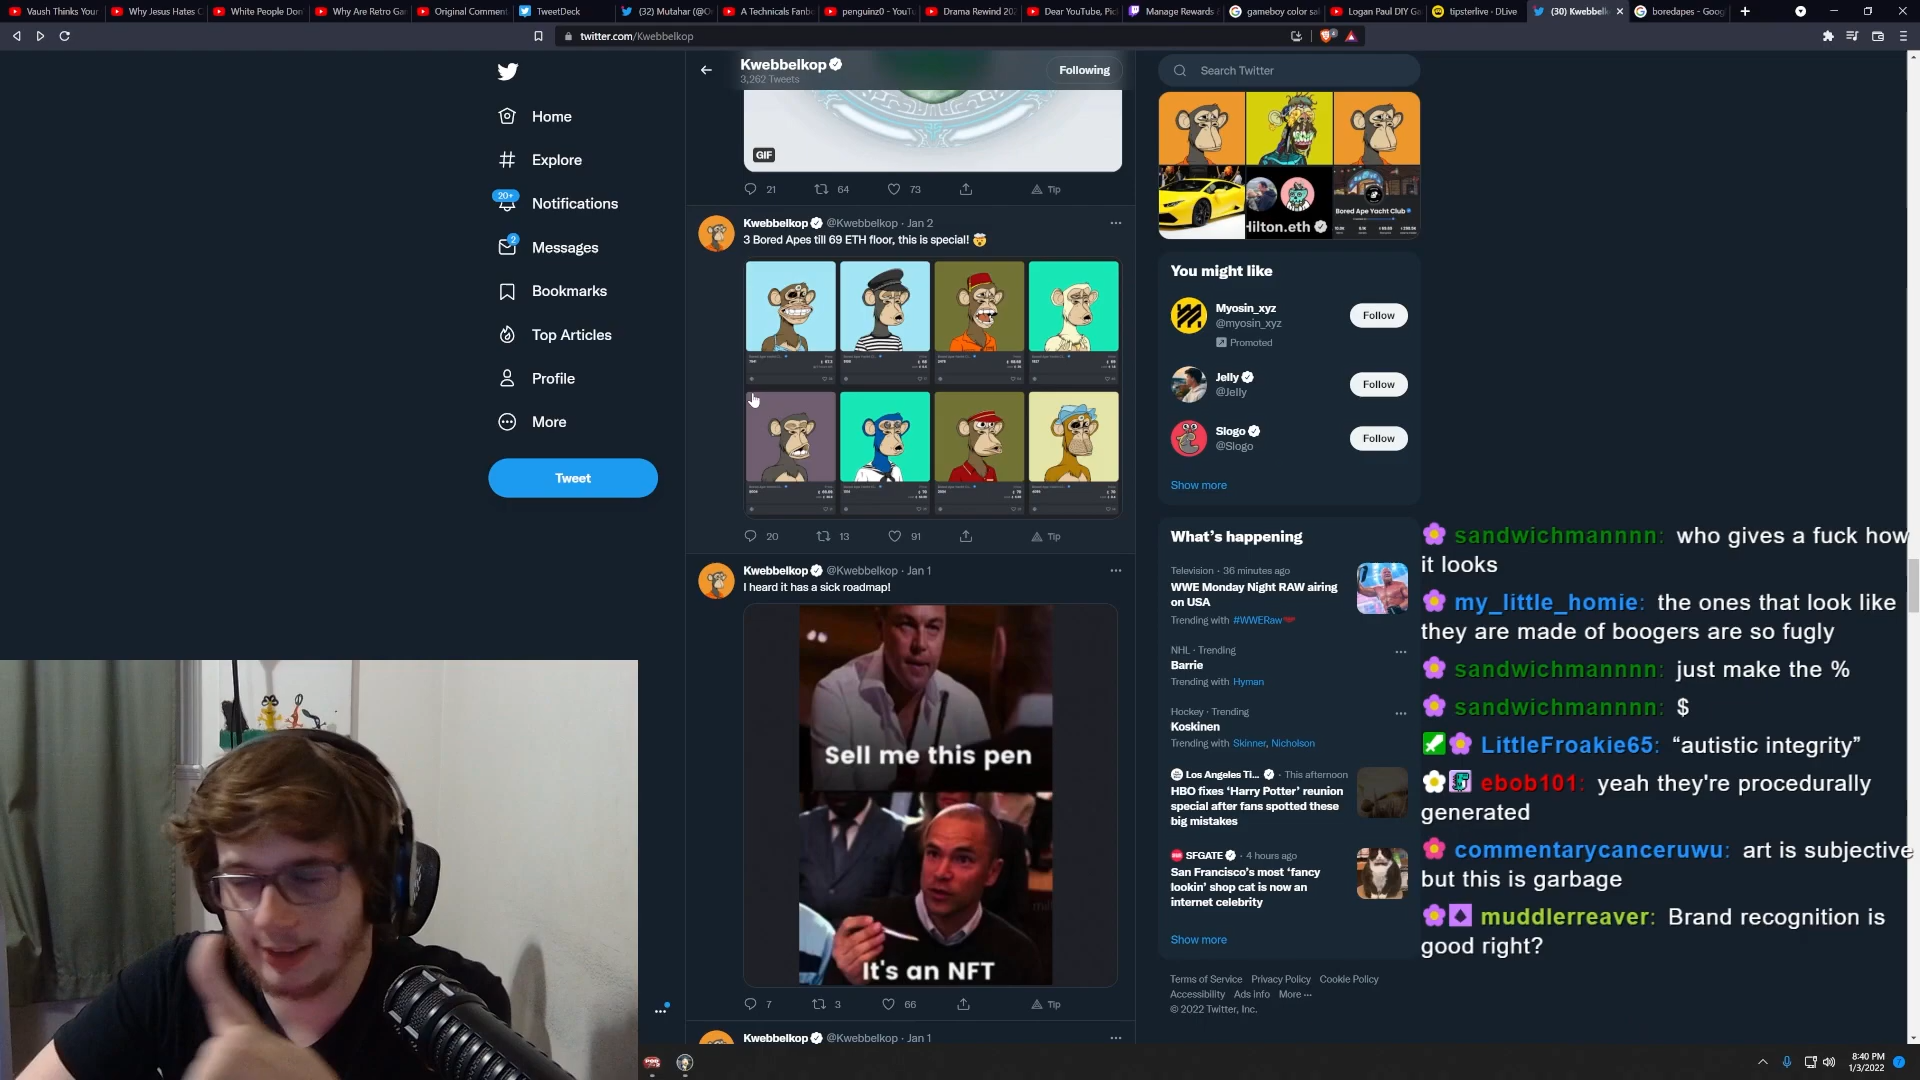 Vaush Thinks Your
Why Jesus Hates C
White People Don'
Why Are Retro Gar
Original Comment
TweetDeck
(32) Mutahar (@O
A Technicals Fanb
penguinz0 - YouT
Drama Rewind 202
Dear YouTube, Pic
Manage Rewards
gameboy color sa
Logan Paul DIY Ga
tipsterlive - DLive
(30) Kwebbelk
boredapes - Goog
twitter.com/Kwebbelkop
Home
Explore
20+
Notifications
2
Messages
Bookmarks
Top Articles
Profile
More
Tweet
Kwebbelkop
3,262 Tweets
Following
GIF
21 64 73 Tip
Kwebbelkop @Kwebbelkop · Jan 2
3 Bored Apes till 69 ETH floor, this is special!
20 13 91 Tip
Kwebbelkop @Kwebbelkop · Jan 1
I heard it has a sick roadmap!
Sell me this pen
It's an NFT
7 3 66 Tip
Kwebbelkop @Kwebbelkop · Jan 1
Search Twitter
Hilton.eth
Bored Ape Yacht Club
You might like
Myosin_xyz
@myosin_xyz
Promoted
Follow
Jelly
@Jelly
Follow
Slogo
@Slogo
Follow
Show more
What's happening
Television · 36 minutes ago
WWE Monday Night RAW airing
on USA
Trending with #WWERaw
NHL · Trending
Barrie
Trending with Hyman
Hockey · Trending
Koskinen
Trending with Skinner, Nicholson
Los Angeles Ti... · This afternoon
HBO fixes 'Harry Potter' reunion
special after fans spotted these
big mistakes
SFGATE · 4 hours ago
San Francisco's most 'fancy
lookin' shop cat is now an
internet celebrity
Show more
Terms of Service Privacy Policy Cookie Policy
Accessibility Ads info More ...
© 2022 Twitter, Inc.
sandwichmannnn: who gives a fuck how
it looks
my_little_homie: the ones that look like
they are made of boogers are so fugly
sandwichmannnn: just make the %
sandwichmannnn: $
LittleFroakie65: “autistic integrity”
ebob101: yeah they're procedurally
generated
commentarycanceruwu: art is subjective
but this is garbage
muddlerreaver: Brand recognition is
good right?
8:40 PM
1/3/2022